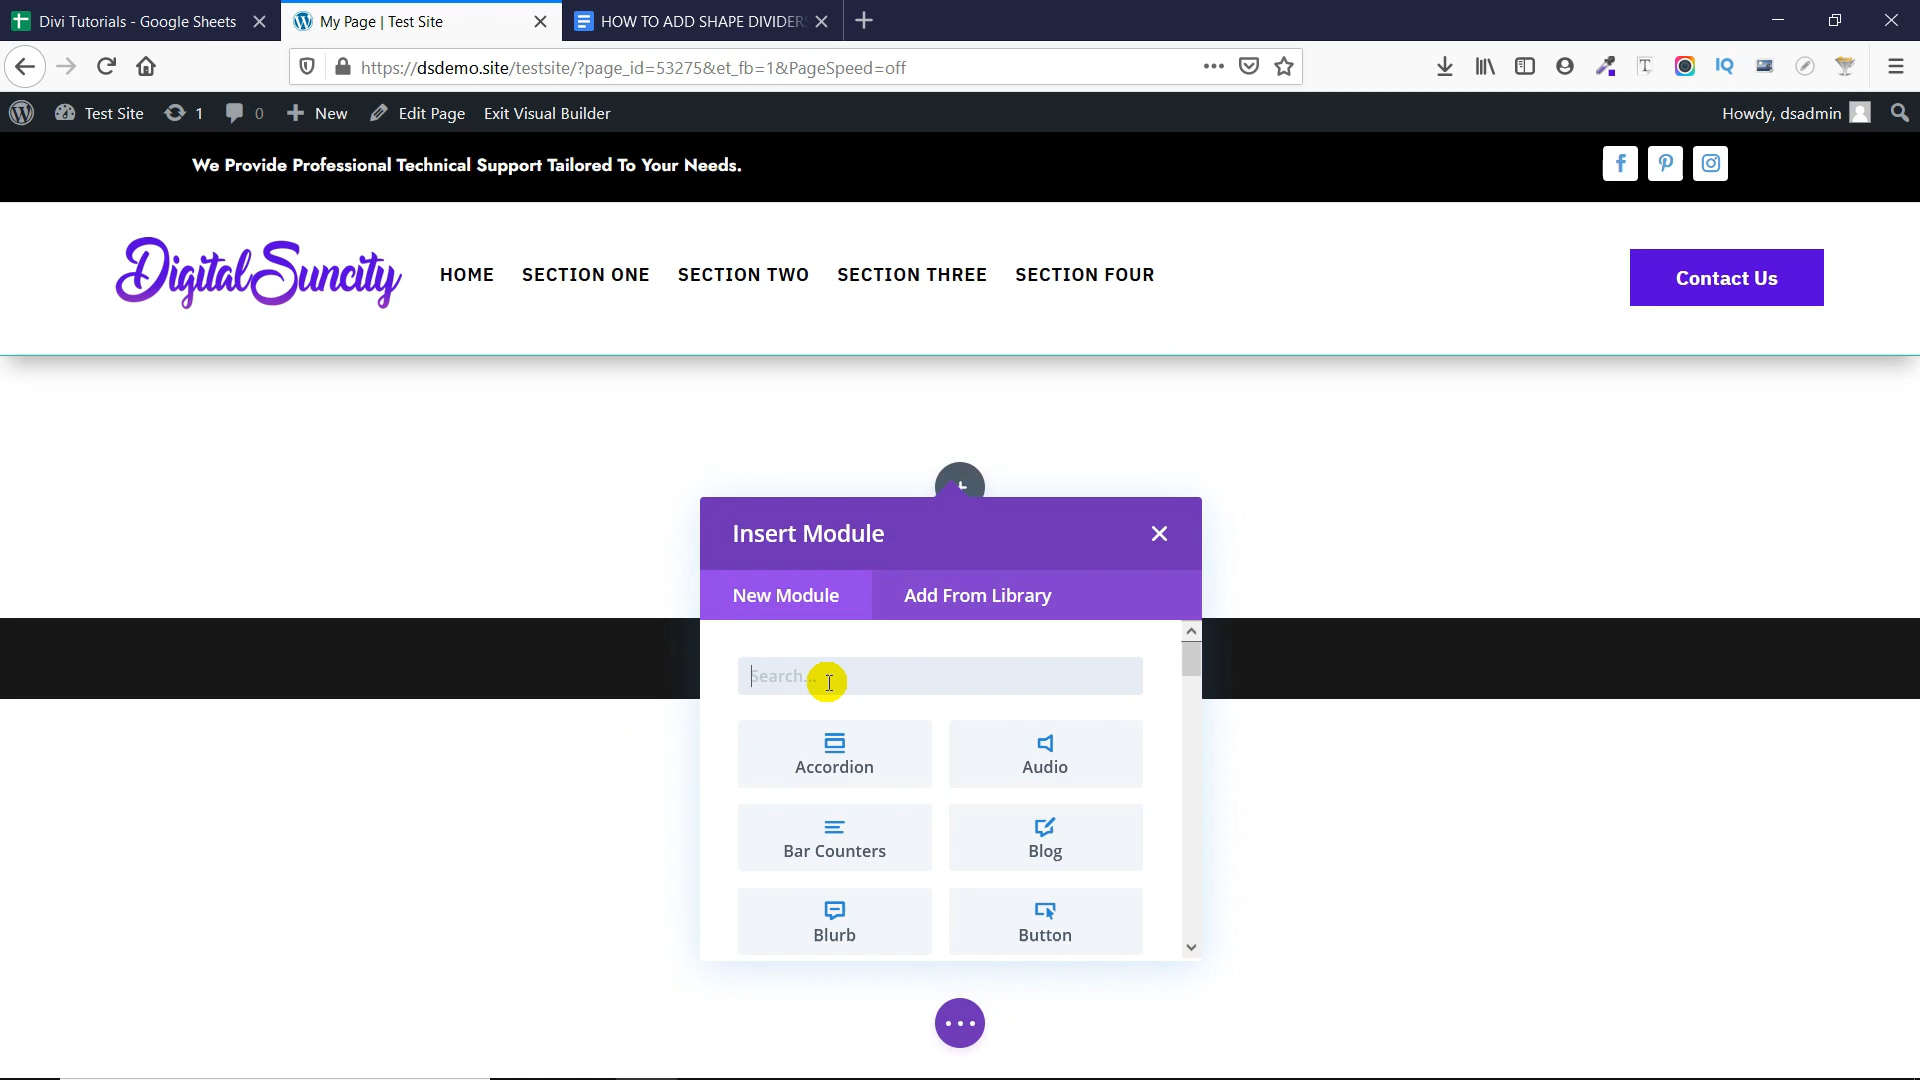 Divi Tutorials - Google Sheets
My Page | Test Site
HOW TO ADD SHAPE DIVIDERS
https://dsdemo.site/testsite/?page_id=53275&et_fb=1&PageSpeed=off
Test Site
1
0
New
Edit Page
Exit Visual Builder
Howdy, dsadmin
We Provide Professional Technical Support Tailored To Your Needs.
Digital Suncity
HOME
SECTION ONE
SECTION TWO
SECTION THREE
SECTION FOUR
Contact Us
Insert Module
New Module
Add From Library
Search...
Accordion
Audio
Bar Counters
Blog
Blurb
Button